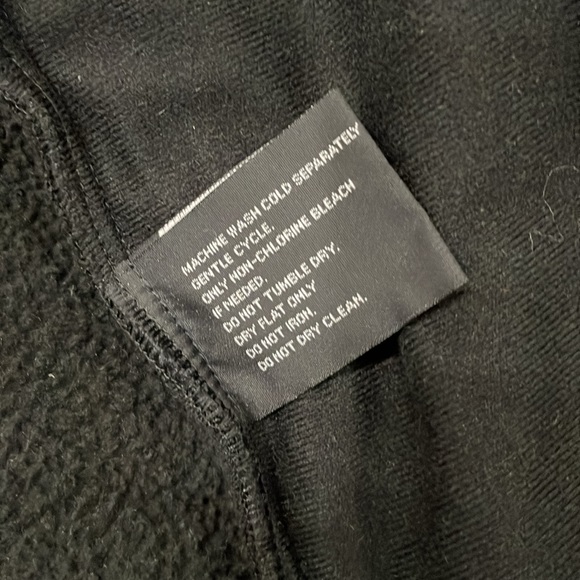 MACHINE WASH COLD SEPARATELY
GENTLE CYCLE.
ONLY NON-CHLORINE BLEACH
IF NEEDED.
DO NOT TUMBLE DRY.
DRY FLAT ONLY
DO NOT IRON.
DO NOT DRY CLEAN.